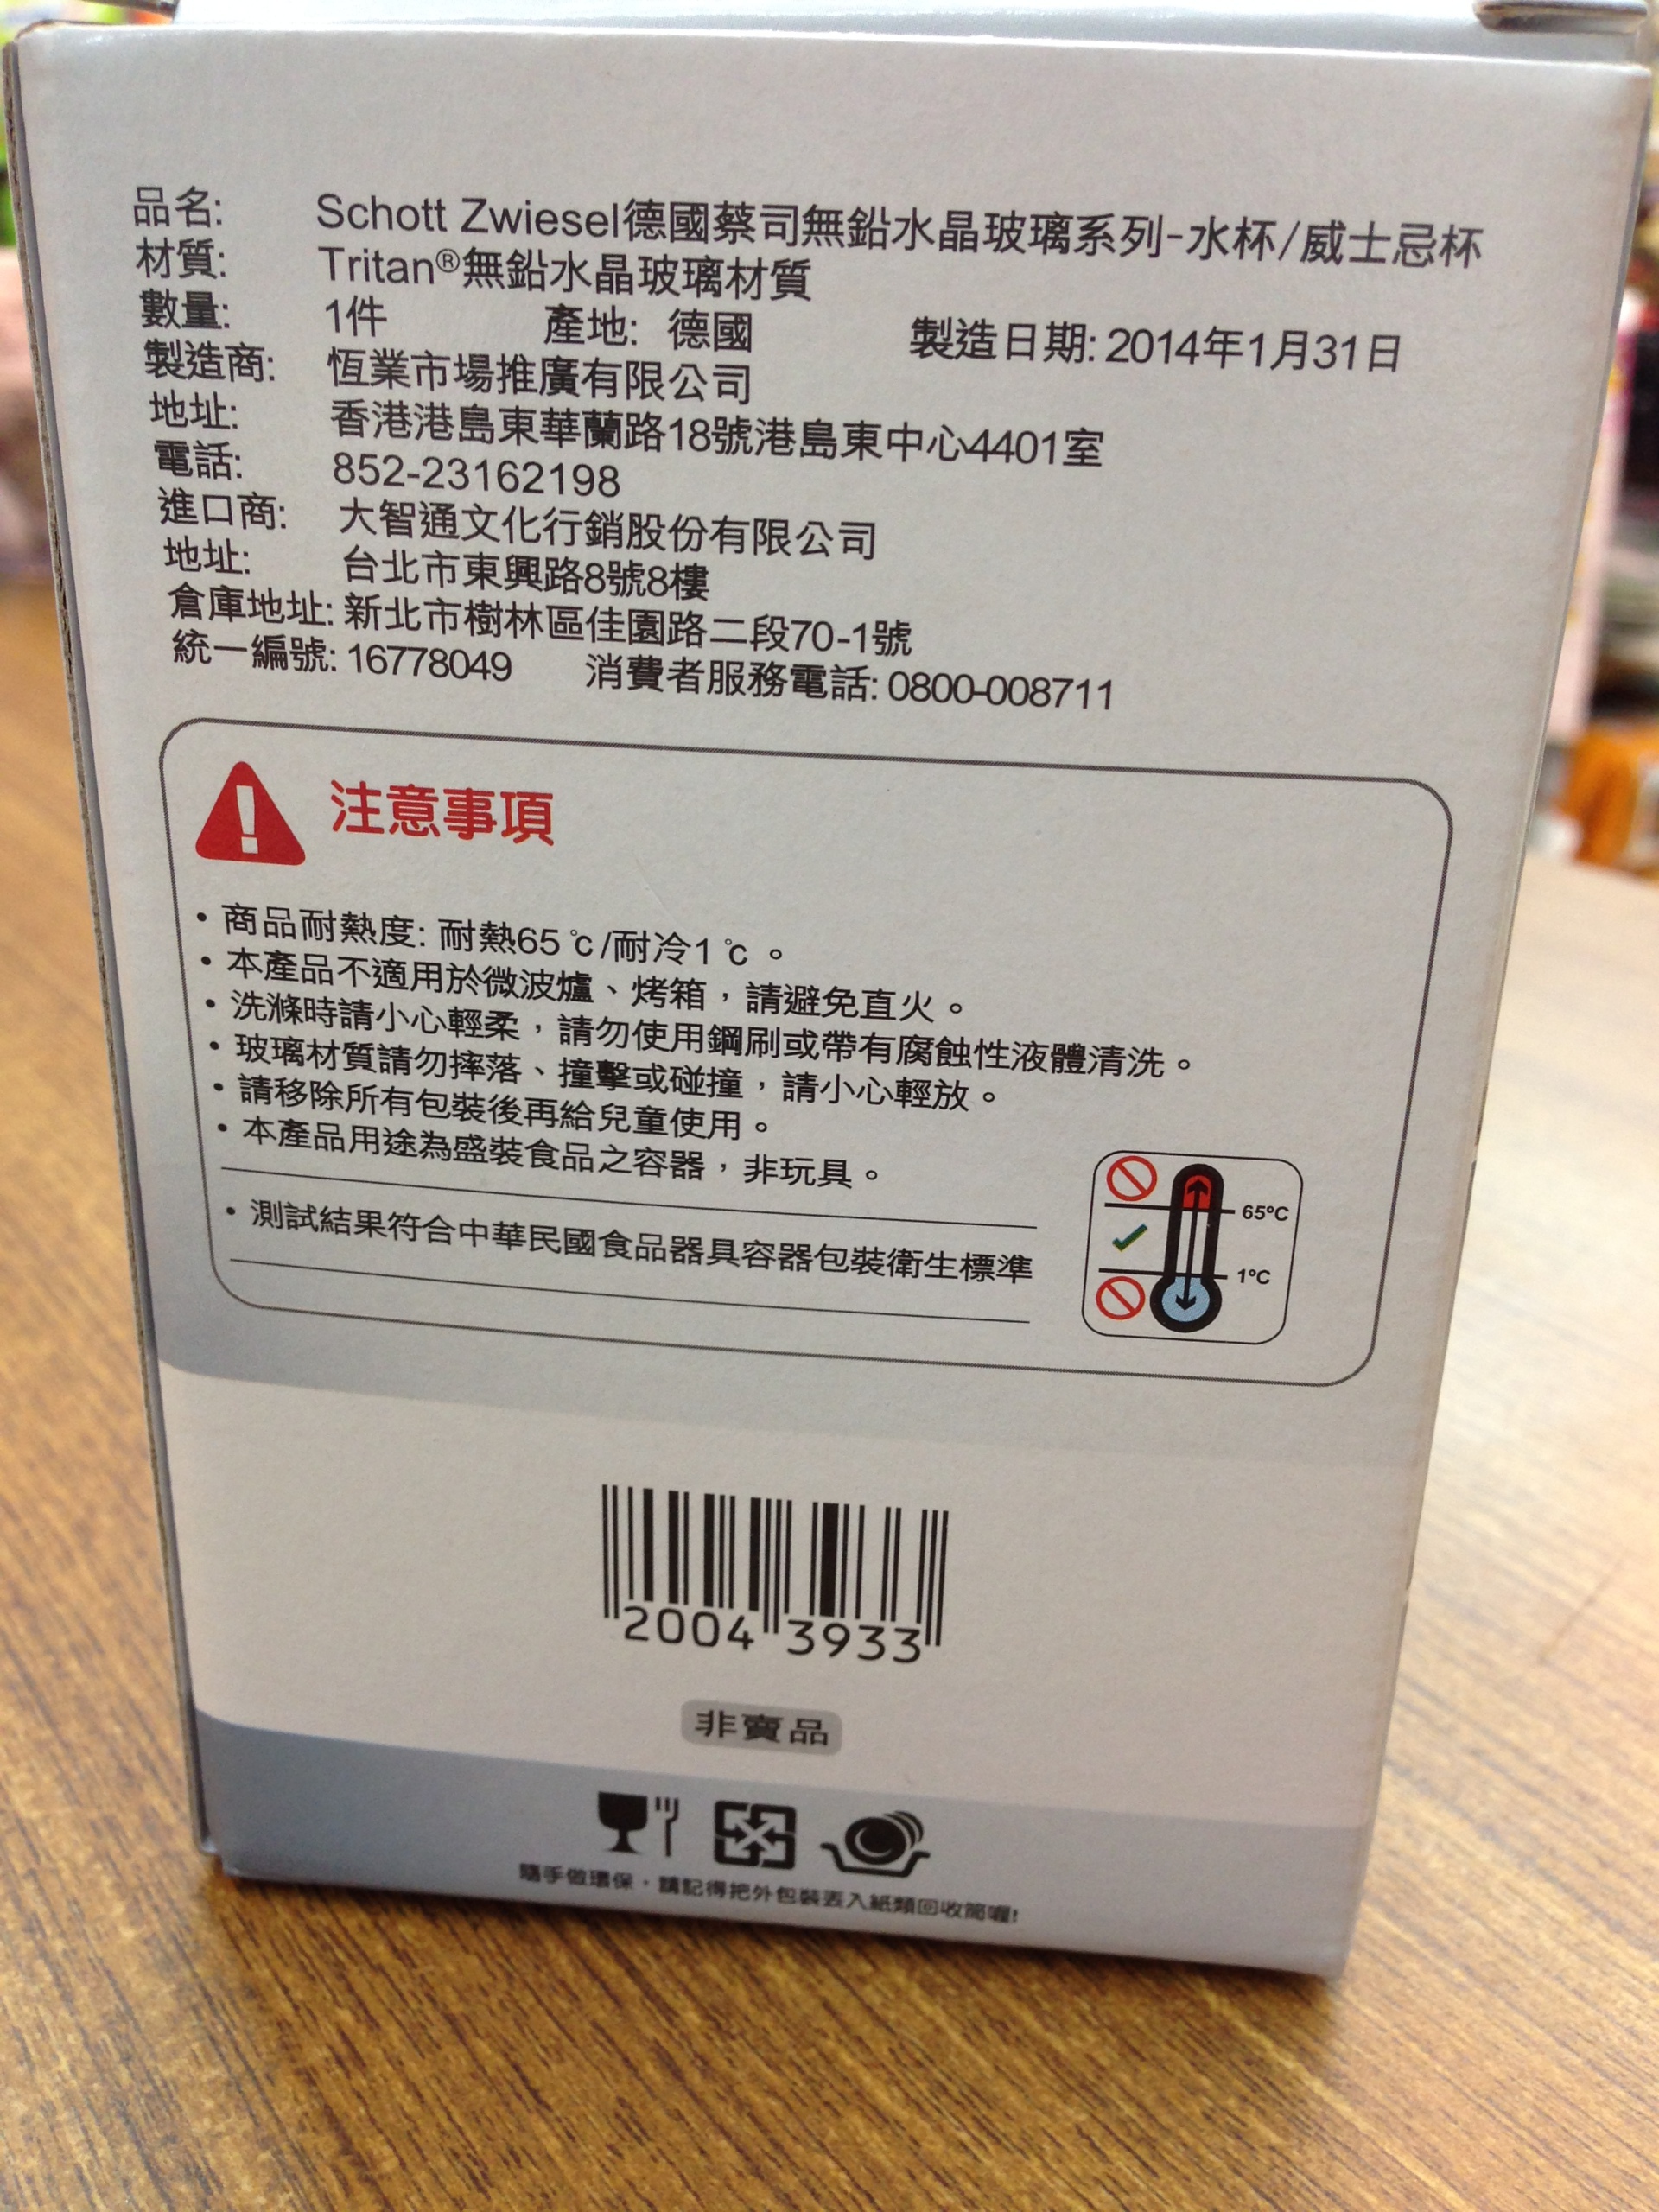 品名: Schott Zwiesel德國蔡司無鉛水晶玻璃系列-水杯/威士忌杯
材質: Tritan®無鉛水晶玻璃材質
數量: 1件 產地: 德國 製造日期: 2014年1月31日
製造商: 恆業市場推廣有限公司
地址: 香港港島東華蘭路18號港島東中心4401室
電話: 852-23162198
進口商: 大智通文化行銷股份有限公司
地址: 台北市東興路8號8樓
倉庫地址: 新北市樹林區佳園路二段70-1號
統一編號: 16778049 消費者服務電話: 0800-008711
注意事項
• 商品耐熱度: 耐熱65℃/耐冷1℃。
• 本產品不適用於微波爐、烤箱，請避免直火。
• 洗滌時請小心輕柔，請勿使用鋼刷或帶有腐蝕性液體清洗。
• 玻璃材質請勿摔落、撞擊或碰撞，請小心輕放。
• 請移除所有包裝後再給兒童使用。
• 本產品用途為盛裝食品之容器，非玩具。
• 測試結果符合中華民國食品器具容器包裝衛生標準
65ºC
1ºC
2004 3933
非賣品
隨手做環保，請記得把外包裝丟入紙類回收筒喔!